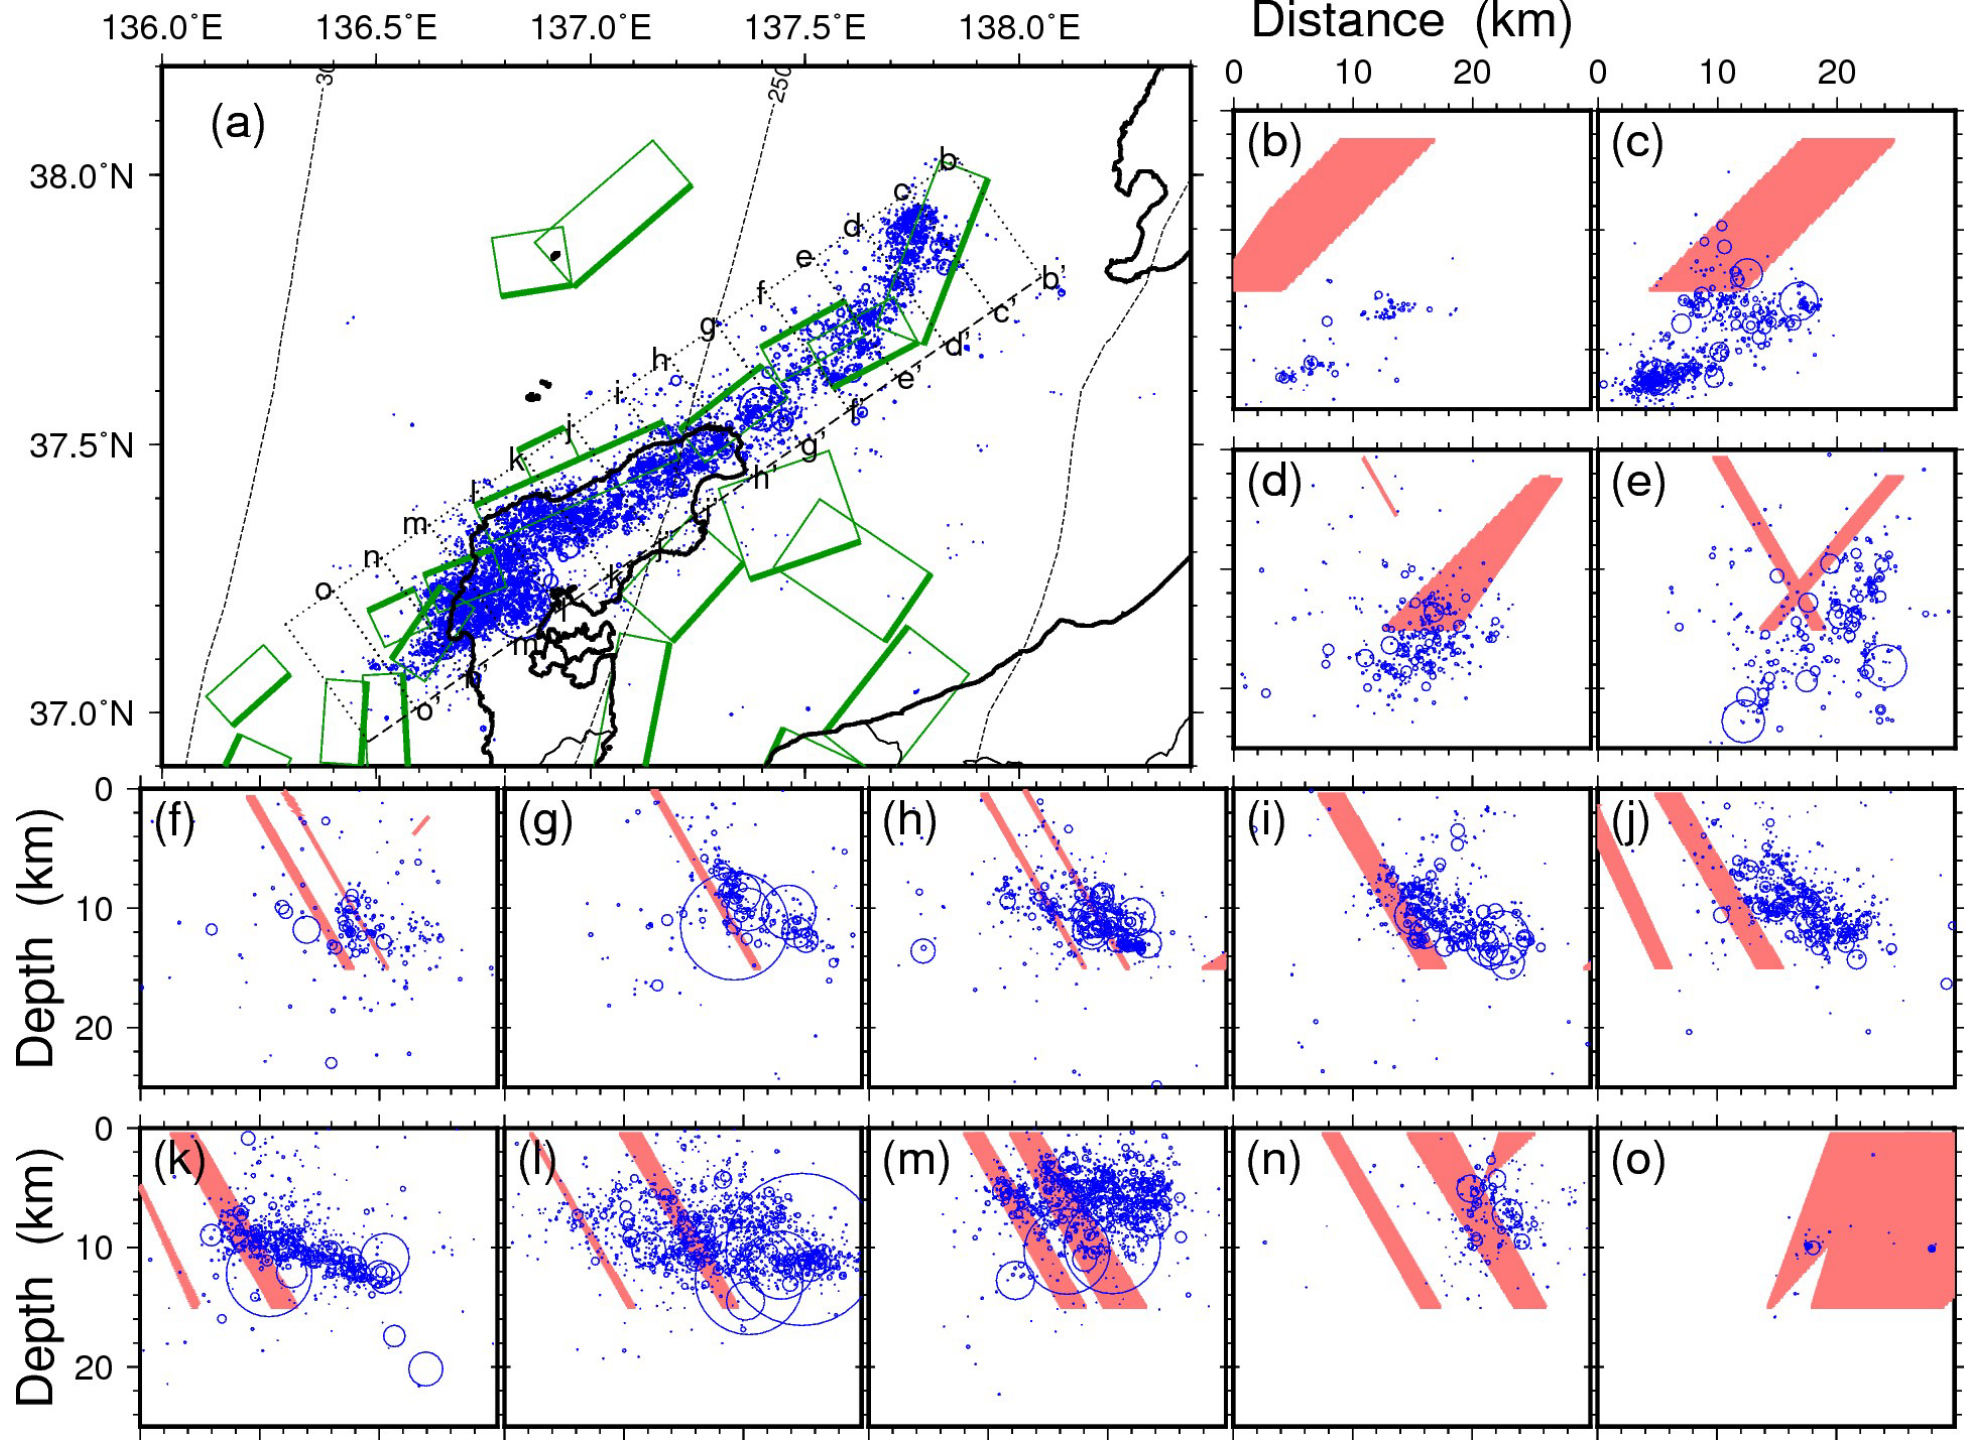 136.0˚E 136.5˚E 137.0˚E 137.5˚E 138.0˚E
Distance (km)
0 10 20 0 10 20
(a)
30
250
38.0˚N
37.5˚N
37.0˚N
b
c
d
e
f
g
h
i
j
k
l
m
n
o
b'
c'
d'
e'
f'
g'
h'
i'
j'
k'
l'
m'
n'
o'
(b) (c)
(d) (e)
0
10
20
Depth (km)
(f) (g) (h) (i) (j)
0
10
20
Depth (km)
(k) (l) (m) (n) (o)